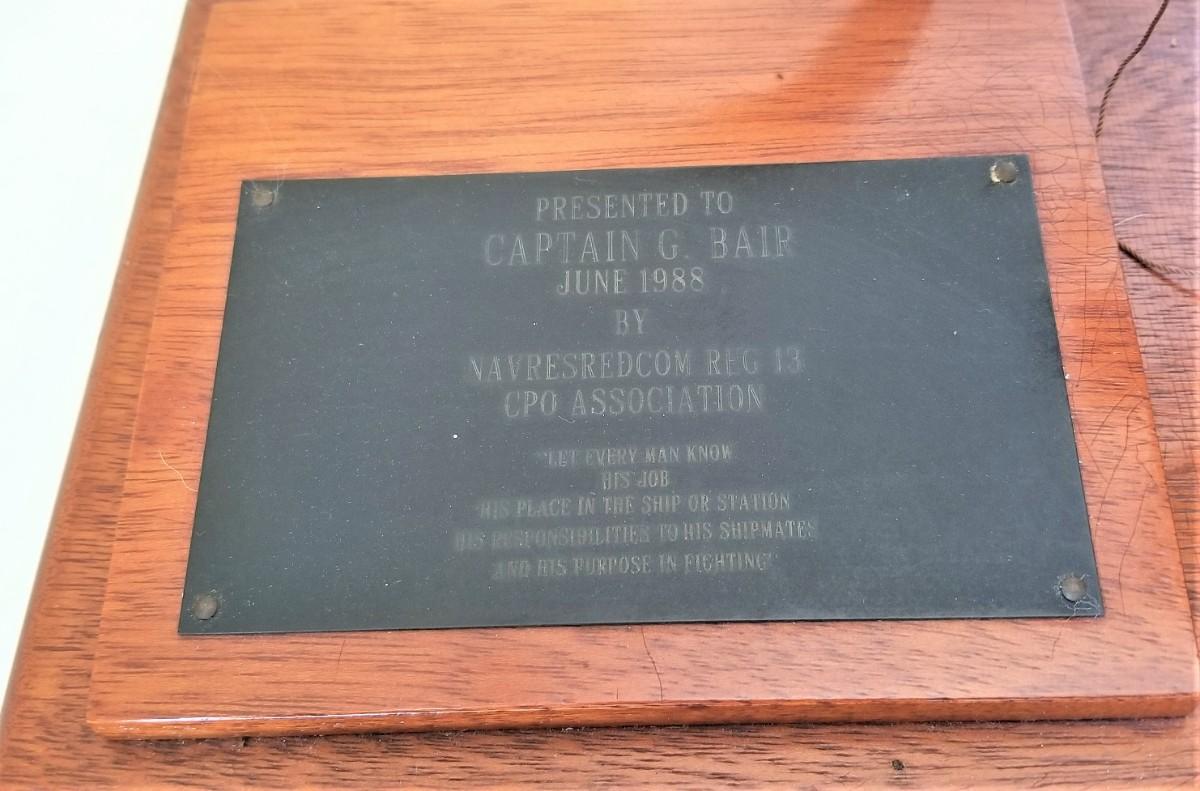 PRESENTED TO
CAPTAIN G. BAIR
JUNE 1988
BY
NAVRESREDCOM REG 13
CPO ASSOCIATION
"LET EVERY MAN KNOW
HIS JOB
HIS PLACE IN THE SHIP OR STATION
HIS RESPONSIBILITIES TO HIS SHIPMATES
AND HIS PURPOSE IN FIGHTING"